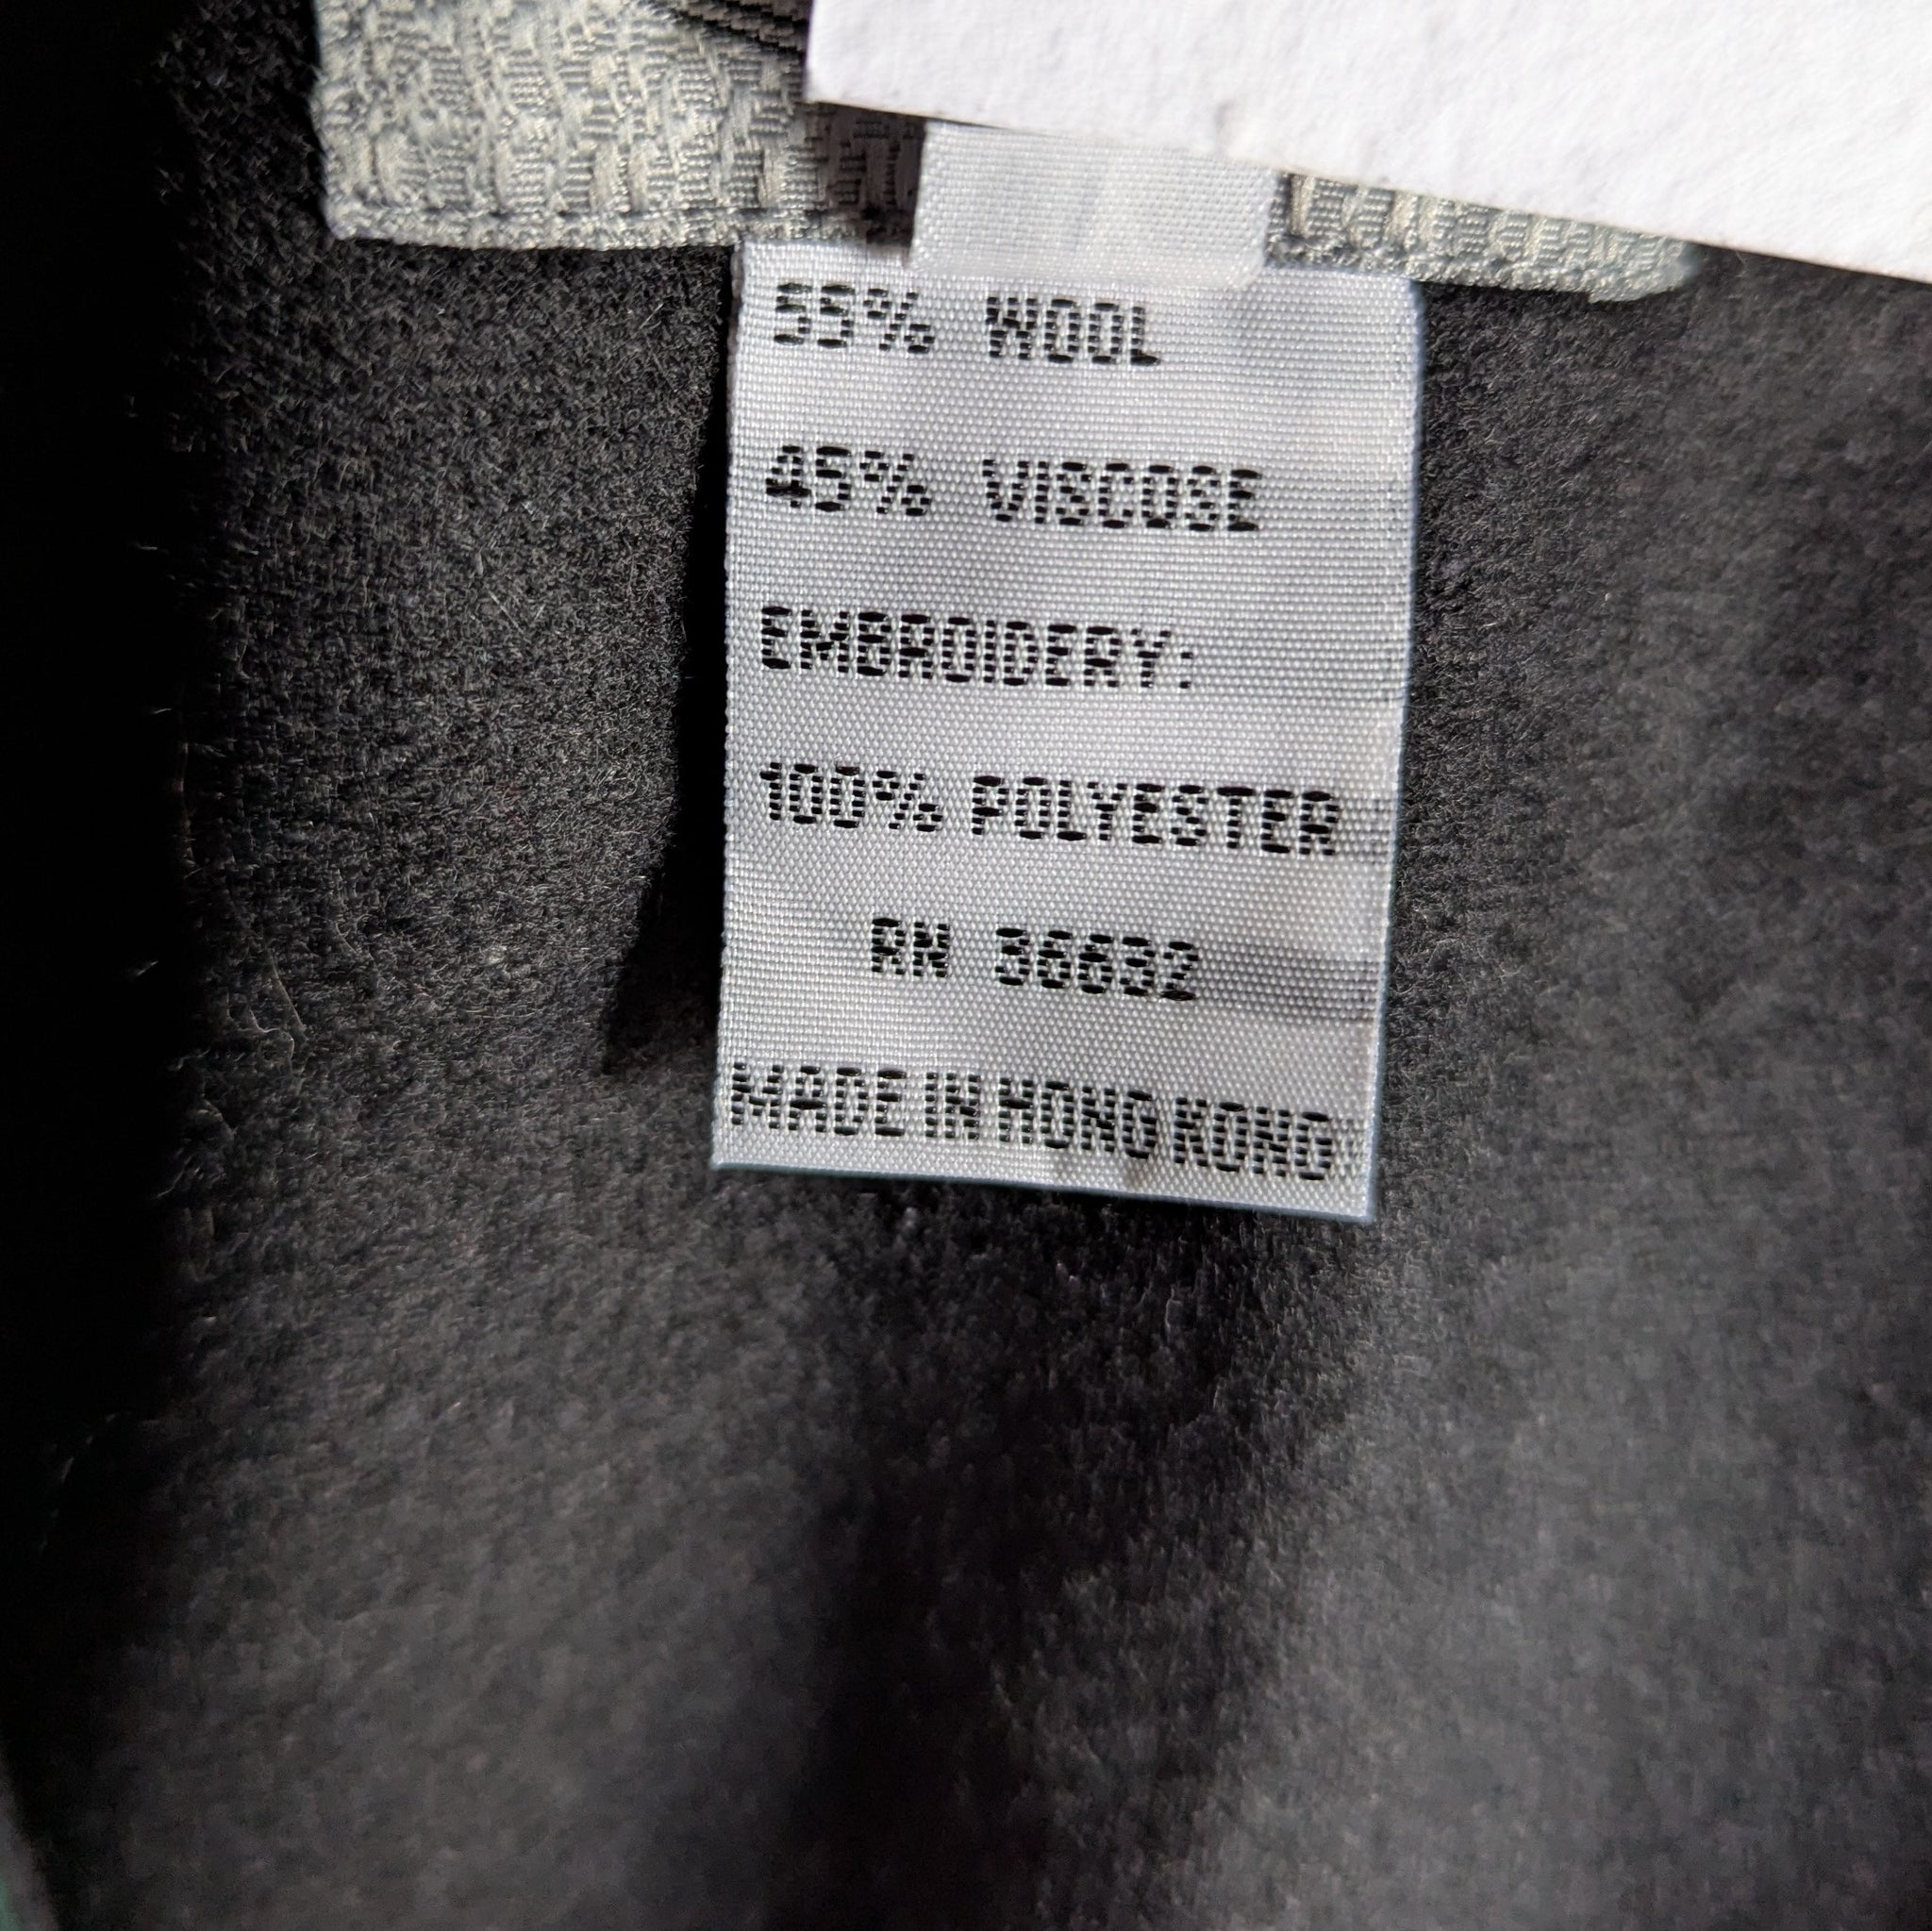 55% WOOL
45% VISCOSE
EMBROIDERY:
100% POLYESTER
RN 36632
MADE IN HONG KONG